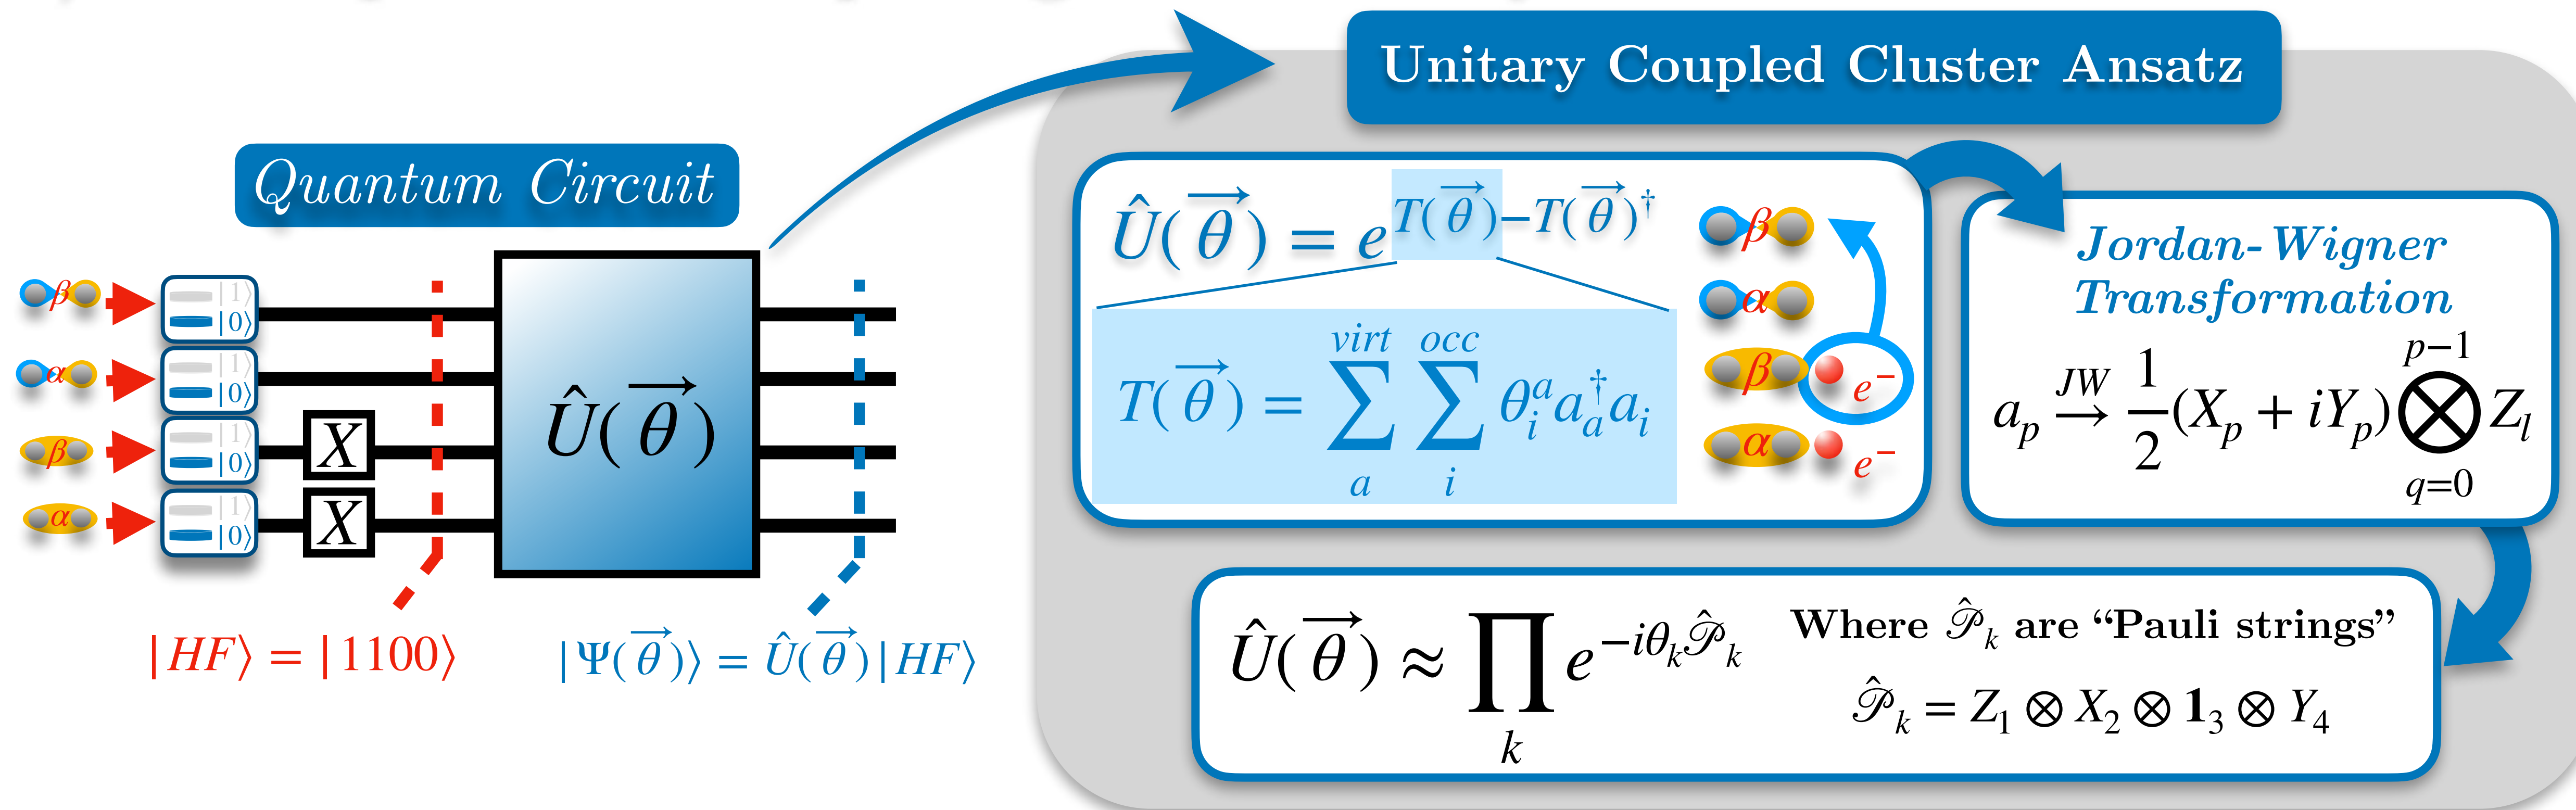 Unitary Coupled Cluster Ansatz
Quantum Circuit
β |1⟩ |0⟩
α |1⟩ |0⟩
β |1⟩ |0⟩ X
α |1⟩ |0⟩ X
Û(θ⃗)
|HF⟩ = |1100⟩
|Ψ(θ⃗)⟩ = Û(θ⃗)|HF⟩
Û(θ⃗) = e^{T(θ⃗)−T(θ⃗)†}
T(θ⃗) = ∑_a^{virt} ∑_i^{occ} θ_i^a a_a^† a_i
β
α
β e⁻
α e⁻
Jordan-Wigner
Transformation
a_p →^{JW} 1/2 (X_p + iY_p) ⨂_{q=0}^{p−1} Z_l
Û(θ⃗) ≈ ∏_k e^{−iθ_k 𝒫̂_k}
Where 𝒫̂_k are “Pauli strings”
𝒫̂_k = Z_1 ⊗ X_2 ⊗ 𝟏_3 ⊗ Y_4